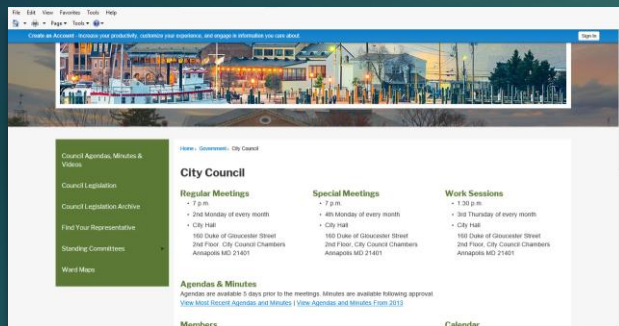 File Edit View Favorites Tools Help
Page Tools
Create an Account - Increase your productivity, customize your experience, and engage in information you care about.
Sign In
Home › Government › City Council
Council Agendas, Minutes & Videos
Council Legislation
Council Legislation Archive
Find Your Representative
Standing Committees
Ward Maps
City Council
Regular Meetings
• 7 p.m.
• 2nd Monday of every month
• City Hall
160 Duke of Gloucester Street
2nd Floor, City Council Chambers
Annapolis MD 21401
Special Meetings
• 7 p.m.
• 4th Monday of every month
• City Hall
160 Duke of Gloucester Street
2nd Floor, City Council Chambers
Annapolis MD 21401
Work Sessions
• 1:30 p.m.
• 3rd Thursday of every month
• City Hall
160 Duke of Gloucester Street
2nd Floor, City Council Chambers
Annapolis MD 21401
Agendas & Minutes
Agendas are available 5 days prior to the meetings. Minutes are available following approval
View Most Recent Agendas and Minutes | View Agendas and Minutes From 2013
Members
Calendar